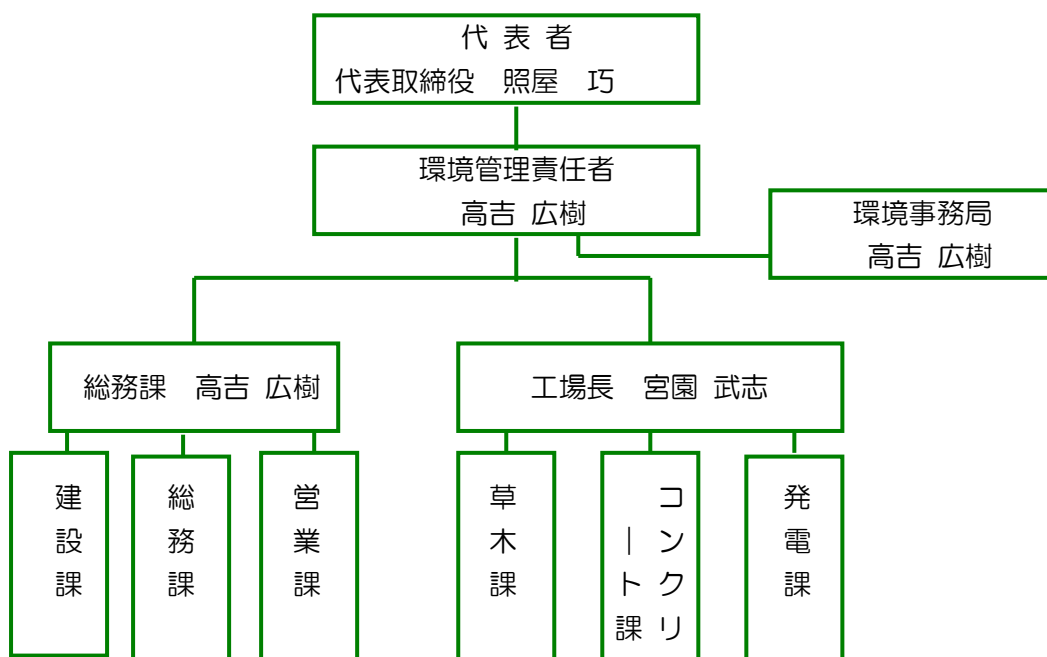 代 表 者
代表取締役　照屋　巧
環境管理責任者
高吉 広樹
環境事務局
高吉 広樹
総務課　高吉 広樹
工場長　宮園 武志
建設課
総務課
営業課
草木課
コンクリ
ート課
発電課